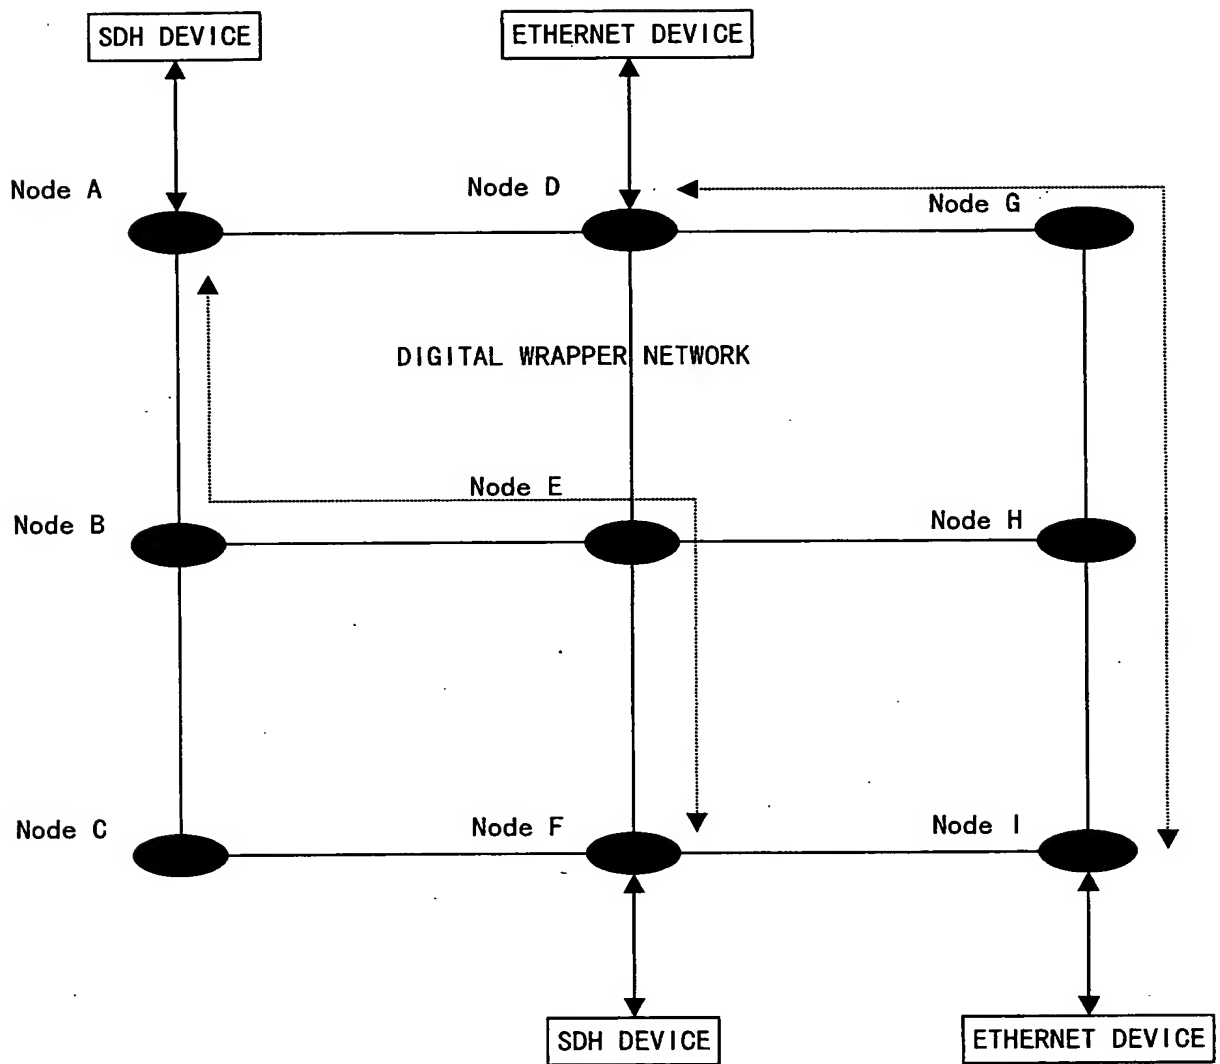 SDH DEVICE
ETHERNET DEVICE
Node A
Node D
Node G
DIGITAL WRAPPER NETWORK
Node E
Node B
Node H
Node C
Node F
Node I
SDH DEVICE
ETHERNET DEVICE